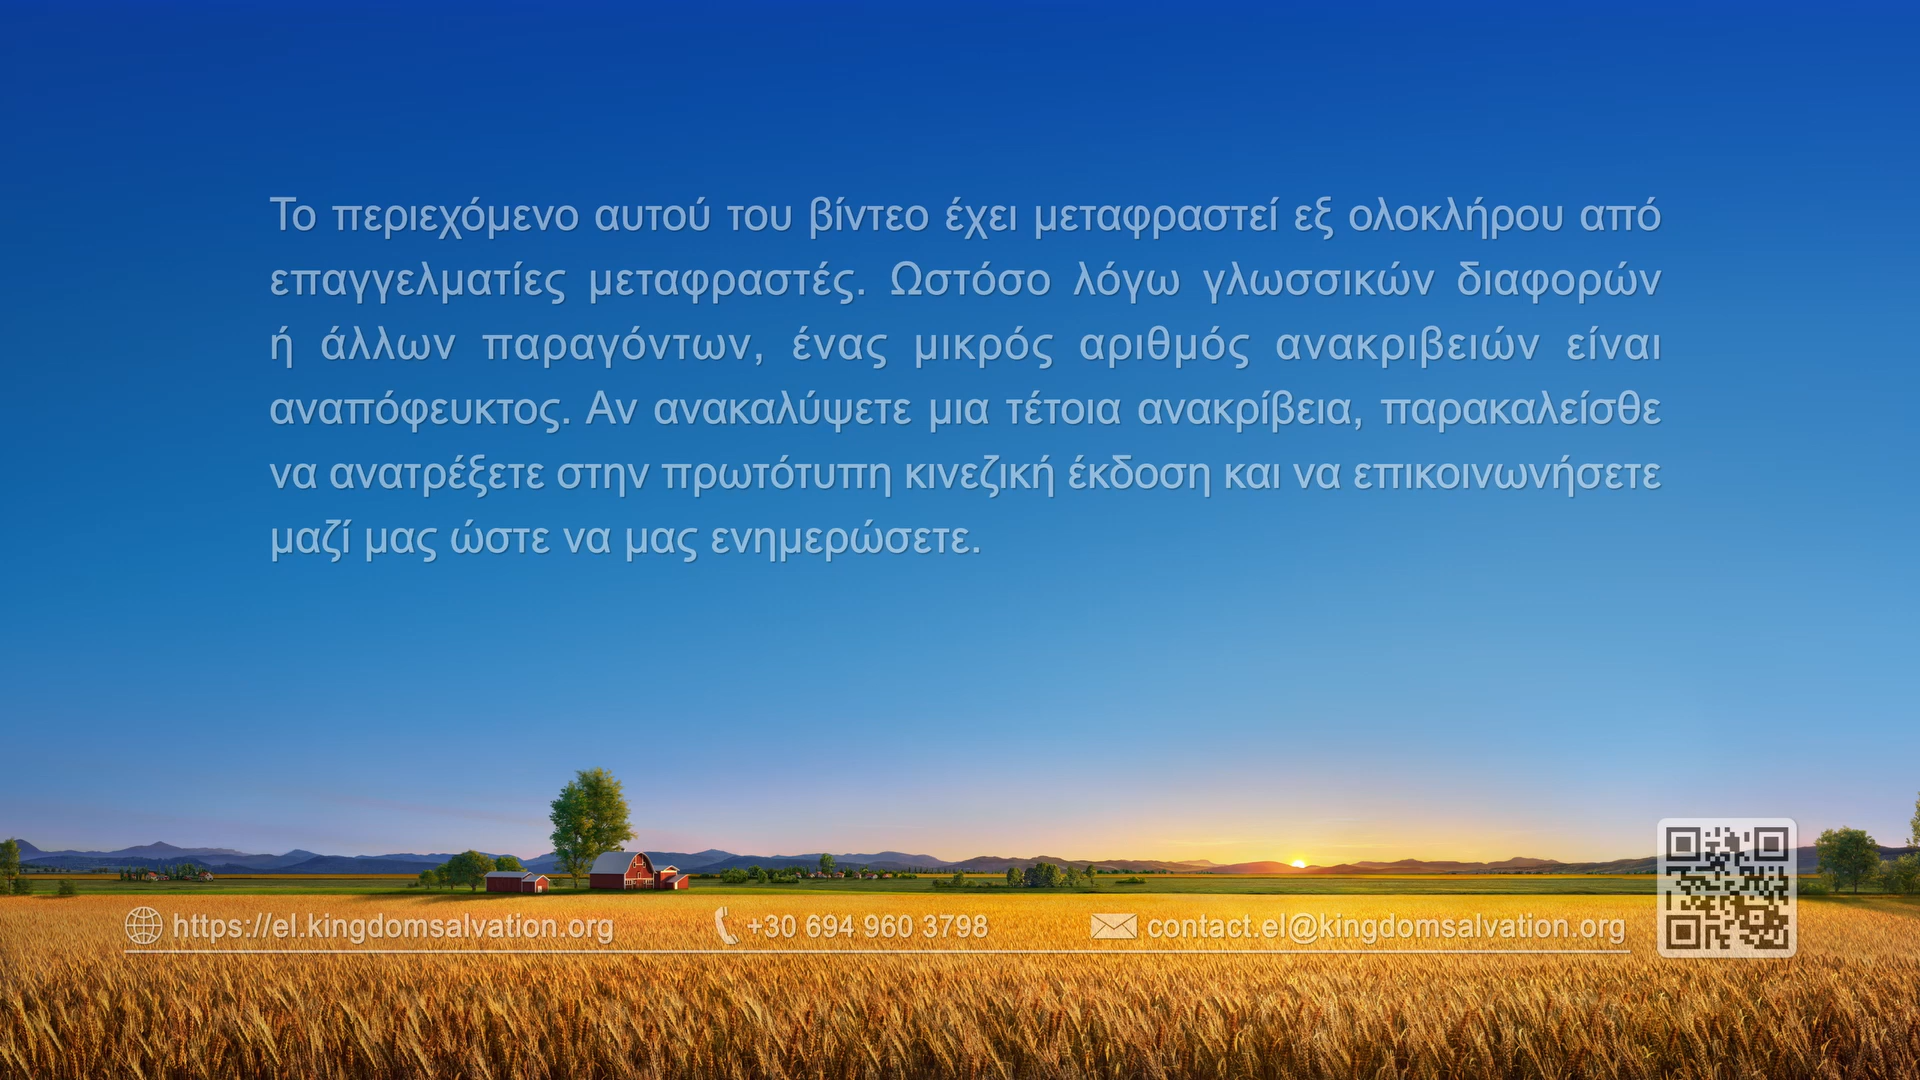 Το περιεχόμενο αυτού του βίντεο έχει μεταφραστεί εξ ολοκλήρου από
επαγγελματίες μεταφραστές. Ωστόσο λόγω γλωσσικών διαφορών
ή άλλων παραγόντων, ένας μικρός αριθμός ανακριβειών είναι
αναπόφευκτος. Αν ανακαλύψετε μια τέτοια ανακρίβεια, παρακαλείσθε
να ανατρέξετε στην πρωτότυπη κινεζική έκδοση και να επικοινωνήσετε
μαζί μας ώστε να μας ενημερώσετε.
https://el.kingdomsalvation.org +30 694 960 3798 contact.el@kingdomsalvation.org